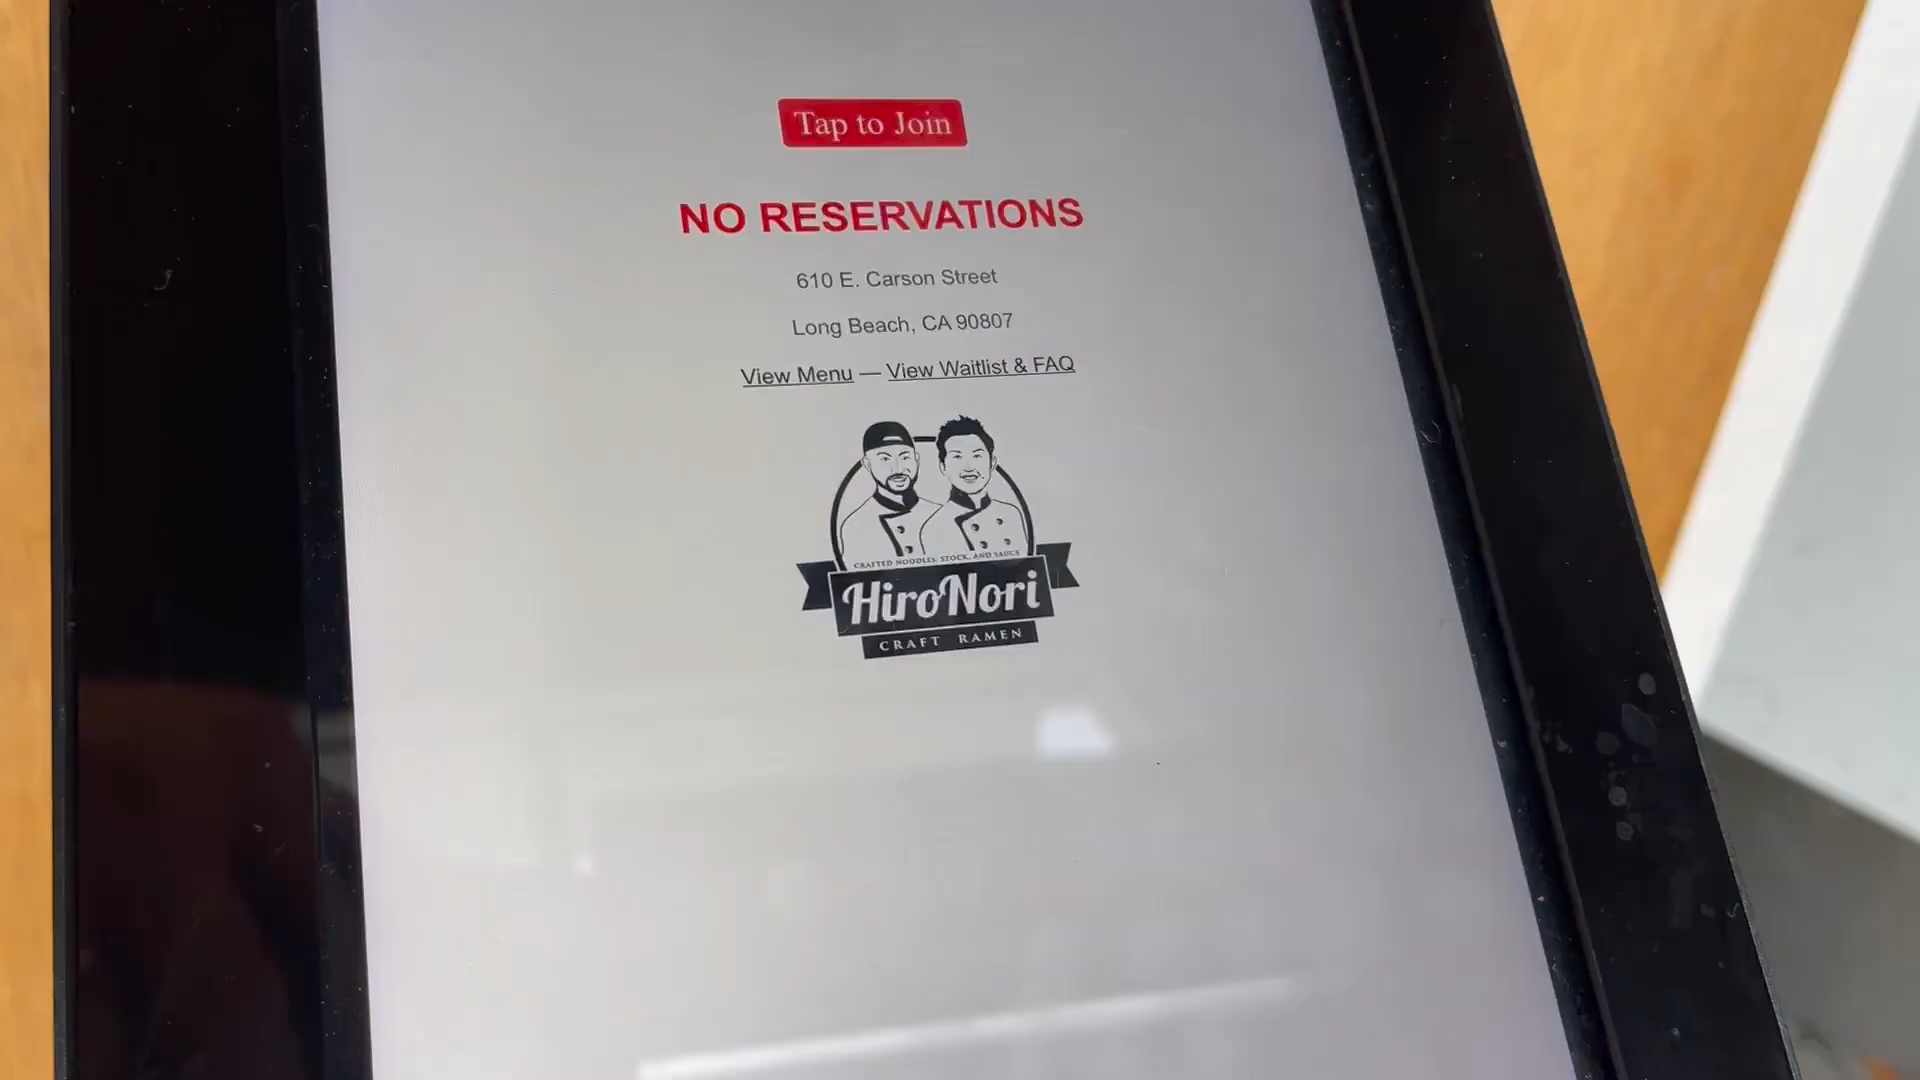 Tap to Join
NO RESERVATIONS
610 E. Carson Street
Long Beach, CA 90807
View Menu — View Waitlist & FAQ
CRAFTED NOODLES, STOCK, AND SAUCE
HiroNori
CRAFT RAMEN